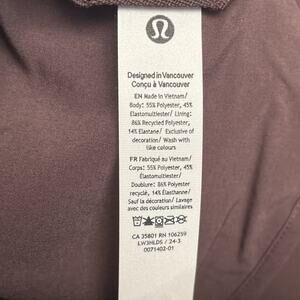 Designed in Vancouver
Conçu à Vancouver
EN Made in Vietnam/
Body: 55% Polyester, 45%
Elastomultiester/ Lining:
86% Recycled Polyester,
14% Elastane/ Exclusive of
decoration/ Wash with
like colours
FR Fabriqué au Vietnam/
Corps: 55% Polyester, 45%
Élastomultiester/
Doublure: 86% Polyester
recyclé, 14% Élasthanne/
Sauf la décoration/ Lavage
avec des couleurs similaires
CA 35801 RN 106259
LW3HLDS / 24-3
0071402-01